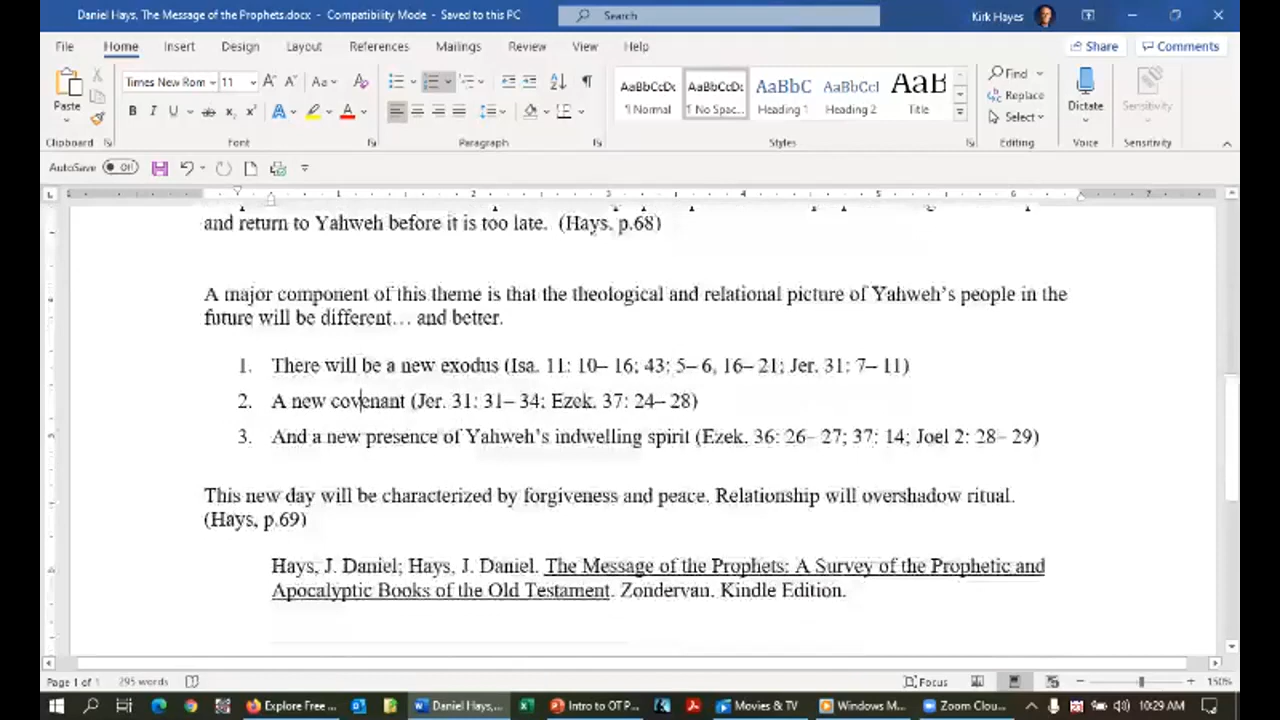 Daniel Hays, The Message of the Prophets.docx - Compatibility Mode - Saved to this PC
Search
Kirk Hayes
File Home Insert Design Layout References Mailings Review View Help
Share Comments
Paste
Times New Rom 11
AaBbCcDc AaBbCcDc AaBbC AaBbCcI AaB
¶ Normal ¶ No Spac... Heading 1 Heading 2 Title
Find
Replace
Select
Dictate
Sensitivity
Clipboard Font Paragraph Styles Editing Voice Sensitivity
AutoSave Off
1 1 2 3 4 5 6 7
and return to Yahweh before it is too late. (Hays, p.68)
A major component of this theme is that the theological and relational picture of Yahweh’s people in the
future will be different… and better.
1. There will be a new exodus (Isa. 11: 10– 16; 43: 5– 6, 16– 21; Jer. 31: 7– 11)
2. A new covenant (Jer. 31: 31– 34; Ezek. 37: 24– 28)
3. And a new presence of Yahweh’s indwelling spirit (Ezek. 36: 26– 27; 37: 14; Joel 2: 28– 29)
This new day will be characterized by forgiveness and peace. Relationship will overshadow ritual.
(Hays, p.69)
Hays, J. Daniel; Hays, J. Daniel. The Message of the Prophets: A Survey of the Prophetic and
Apocalyptic Books of the Old Testament. Zondervan. Kindle Edition.
Page 1 of 1 295 words Focus 150%
Explore Free ... Daniel Hays,... Intro to OT P... Movies & TV Windows M... Zoom Clou... 10:29 AM